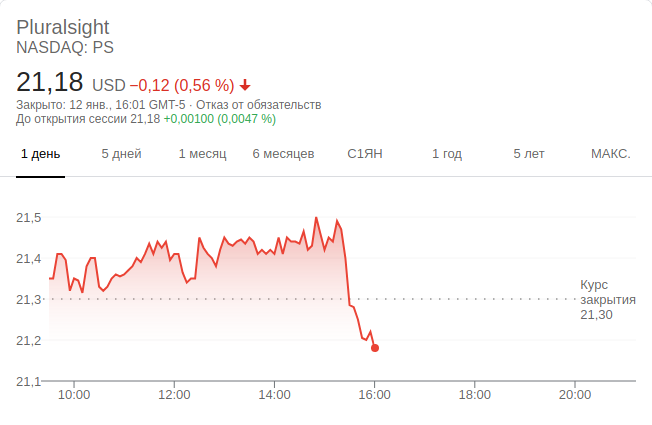 Pluralsight
NASDAQ: PS
21,18 USD −0,12 (0,56 %)
Закрыто: 12 янв., 16:01 GMT-5 · Отказ от обязательств
До открытия сессии 21,18 +0,00100 (0,0047 %)
1 день 5 дней 1 месяц 6 месяцев С1ЯН 1 год 5 лет МАКС.
21,5
21,4
21,3
21,2
21,1
Курс
закрытия
21,30
10:00 12:00 14:00 16:00 18:00 20:00